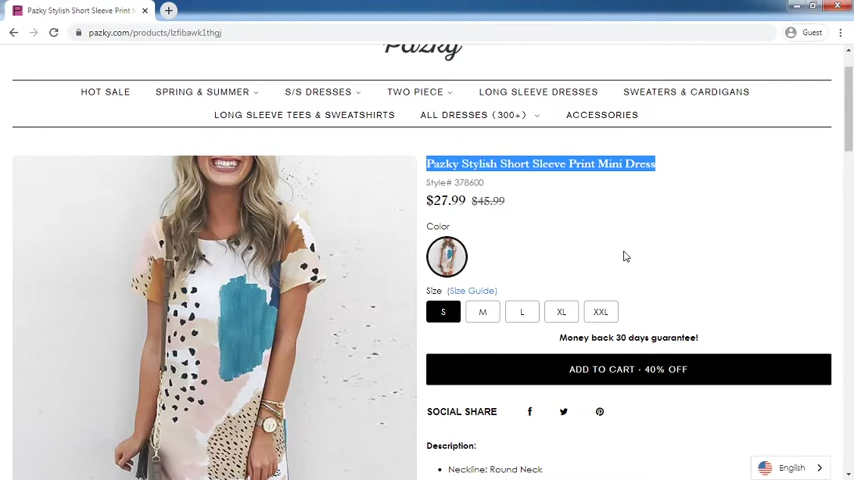 Pazky Stylish Short Sleeve Print M
Guest
pazky.com/products/lzfibawk1thgj
Pazky
HOT SALE SPRING & SUMMER S/S DRESSES TWO PIECE LONG SLEEVE DRESSES SWEATERS & CARDIGANS
LONG SLEEVE TEES & SWEATSHIRTS ALL DRESSES (300+) ACCESSORIES
Pazky Stylish Short Sleeve Print Mini Dress
Style# 378600
$27.99 $45.99
Color
Size (Size Guide)
S M L XL XXL
Money back 30 days guarantee!
ADD TO CART · 40% OFF
SOCIAL SHARE
Description:
Neckline: Round Neck
English